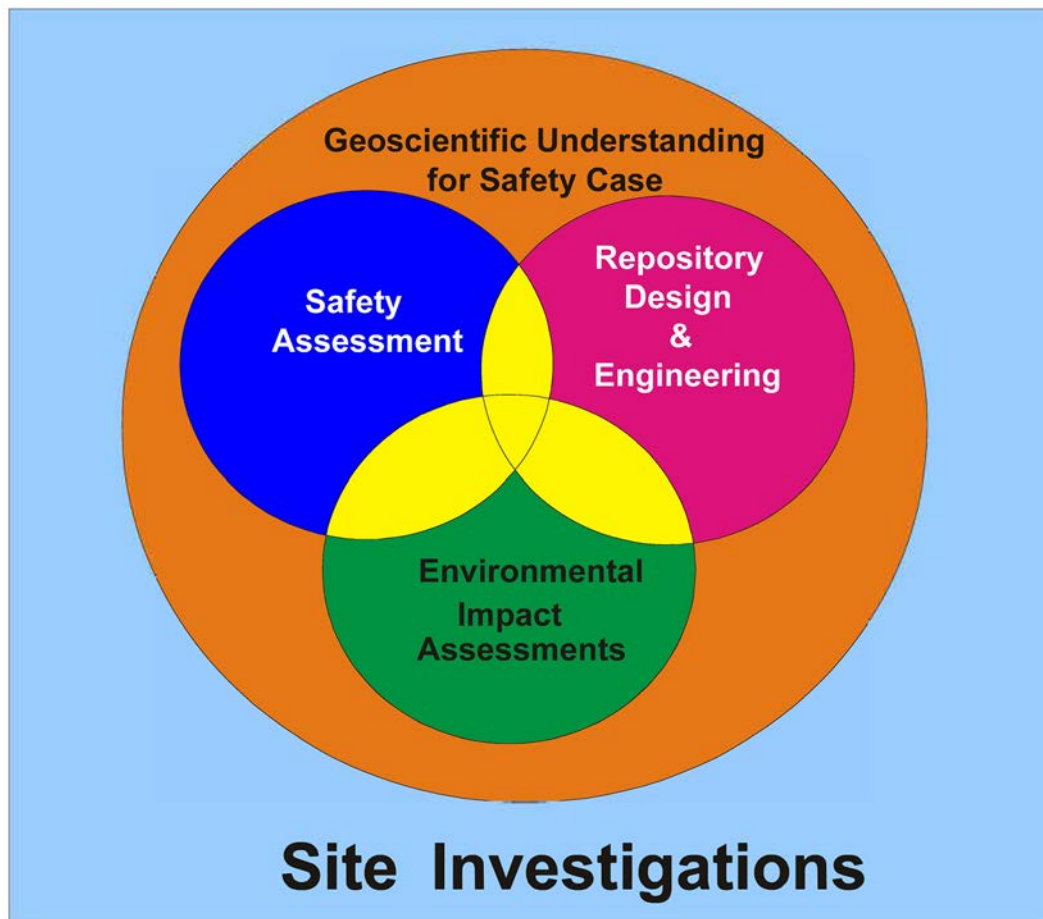 Geoscientific Understanding
for Safety Case
Safety
Assessment
Repository
Design
&
Engineering
Environmental
Impact
Assessments
Site Investigations